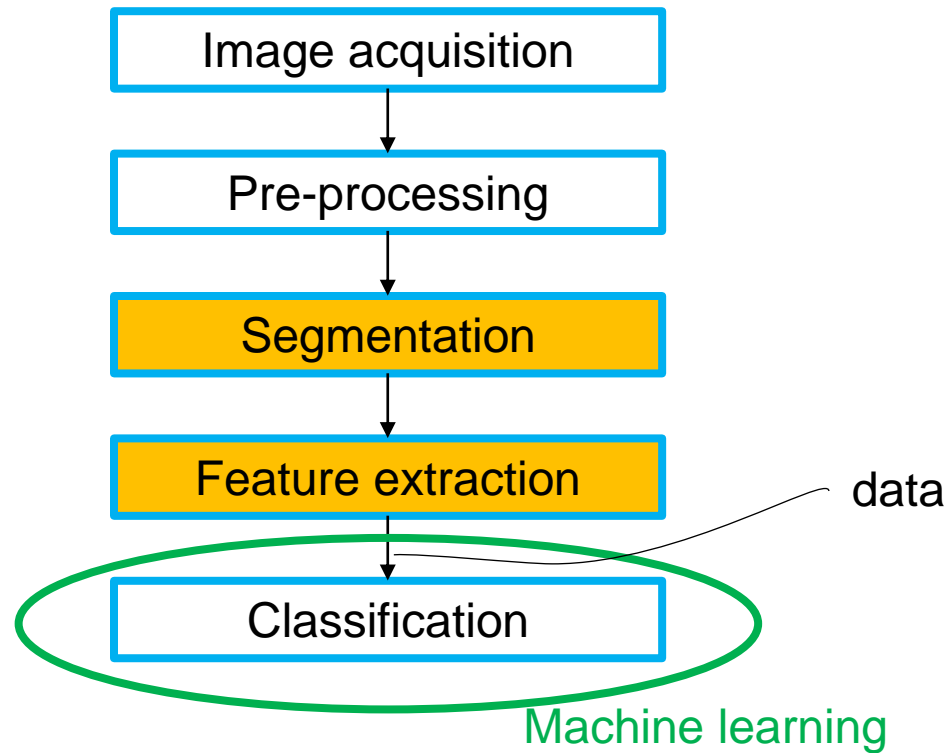 Image acquisition
Pre-processing
Segmentation
Feature extraction
data
Classification
Machine learning